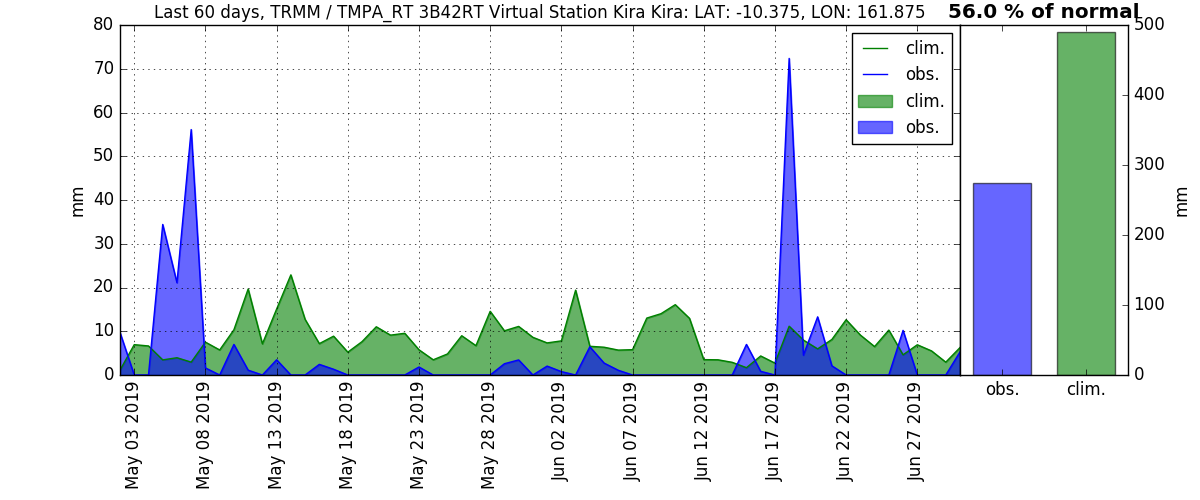 Last 60 days, TRMM / TMPA_RT 3B42RT Virtual Station Kira Kira: LAT: -10.375, LON: 161.875
56.0 % of normal
80
70
60
50
40
30
20
10
0
mm
clim.
obs.
clim.
obs.
500
400
300
200
100
0
mm
obs.
clim.
May 03 2019
May 08 2019
May 13 2019
May 18 2019
May 23 2019
May 28 2019
Jun 02 2019
Jun 07 2019
Jun 12 2019
Jun 17 2019
Jun 22 2019
Jun 27 2019